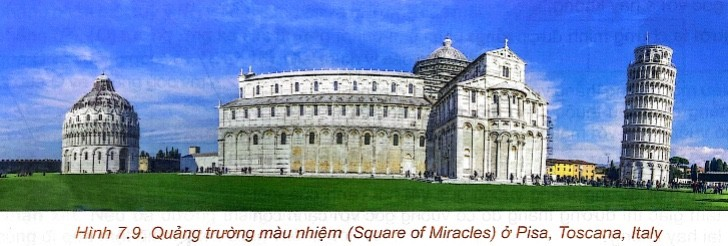 Hình 7.9. Quảng trường màu nhiệm (Square of Miracles) ở Pisa, Toscana, Italy